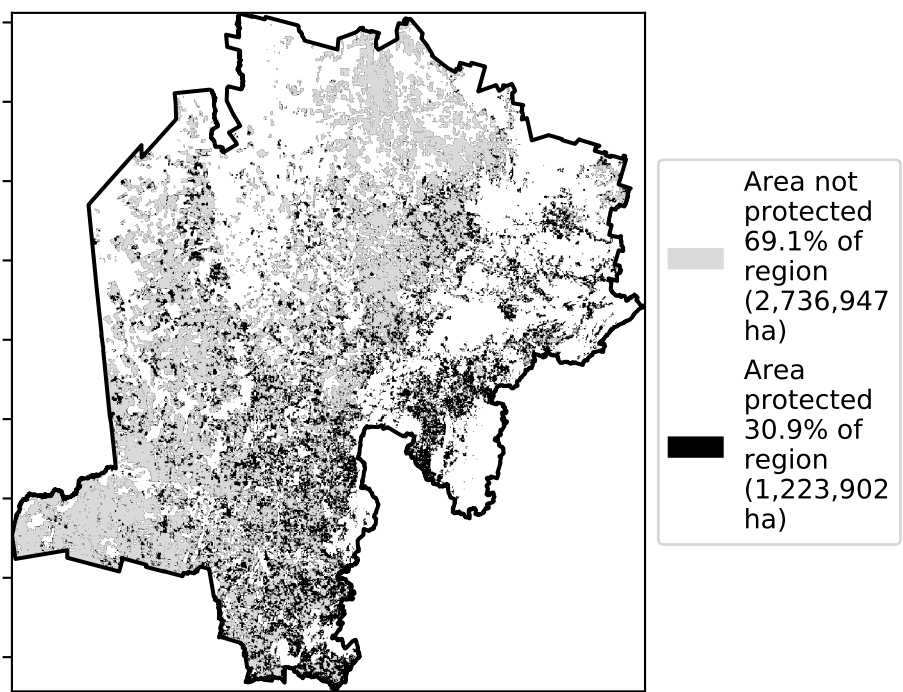 Area not
protected
69.1% of
region
(2,736,947
ha)
Area
protected
30.9% of
region
(1,223,902
ha)